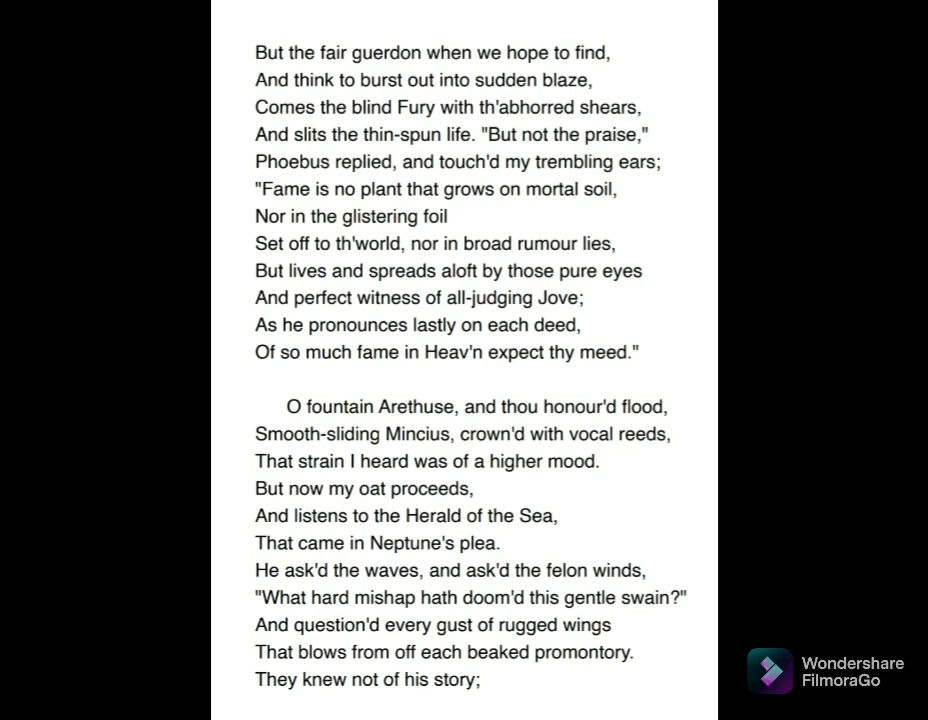 But the fair guerdon when we hope to find,
And think to burst out into sudden blaze,
Comes the blind Fury with th'abhorred shears,
And slits the thin-spun life. "But not the praise,"
Phoebus replied, and touch'd my trembling ears;
"Fame is no plant that grows on mortal soil,
Nor in the glistering foil
Set off to th'world, nor in broad rumour lies,
But lives and spreads aloft by those pure eyes
And perfect witness of all-judging Jove;
As he pronounces lastly on each deed,
Of so much fame in Heav'n expect thy meed."
O fountain Arethuse, and thou honour'd flood,
Smooth-sliding Mincius, crown'd with vocal reeds,
That strain I heard was of a higher mood.
But now my oat proceeds,
And listens to the Herald of the Sea,
That came in Neptune's plea.
He ask'd the waves, and ask'd the felon winds,
"What hard mishap hath doom'd this gentle swain?"
And question'd every gust of rugged wings
That blows from off each beaked promontory.
They knew not of his story;
Wondershare
FilmoraGo